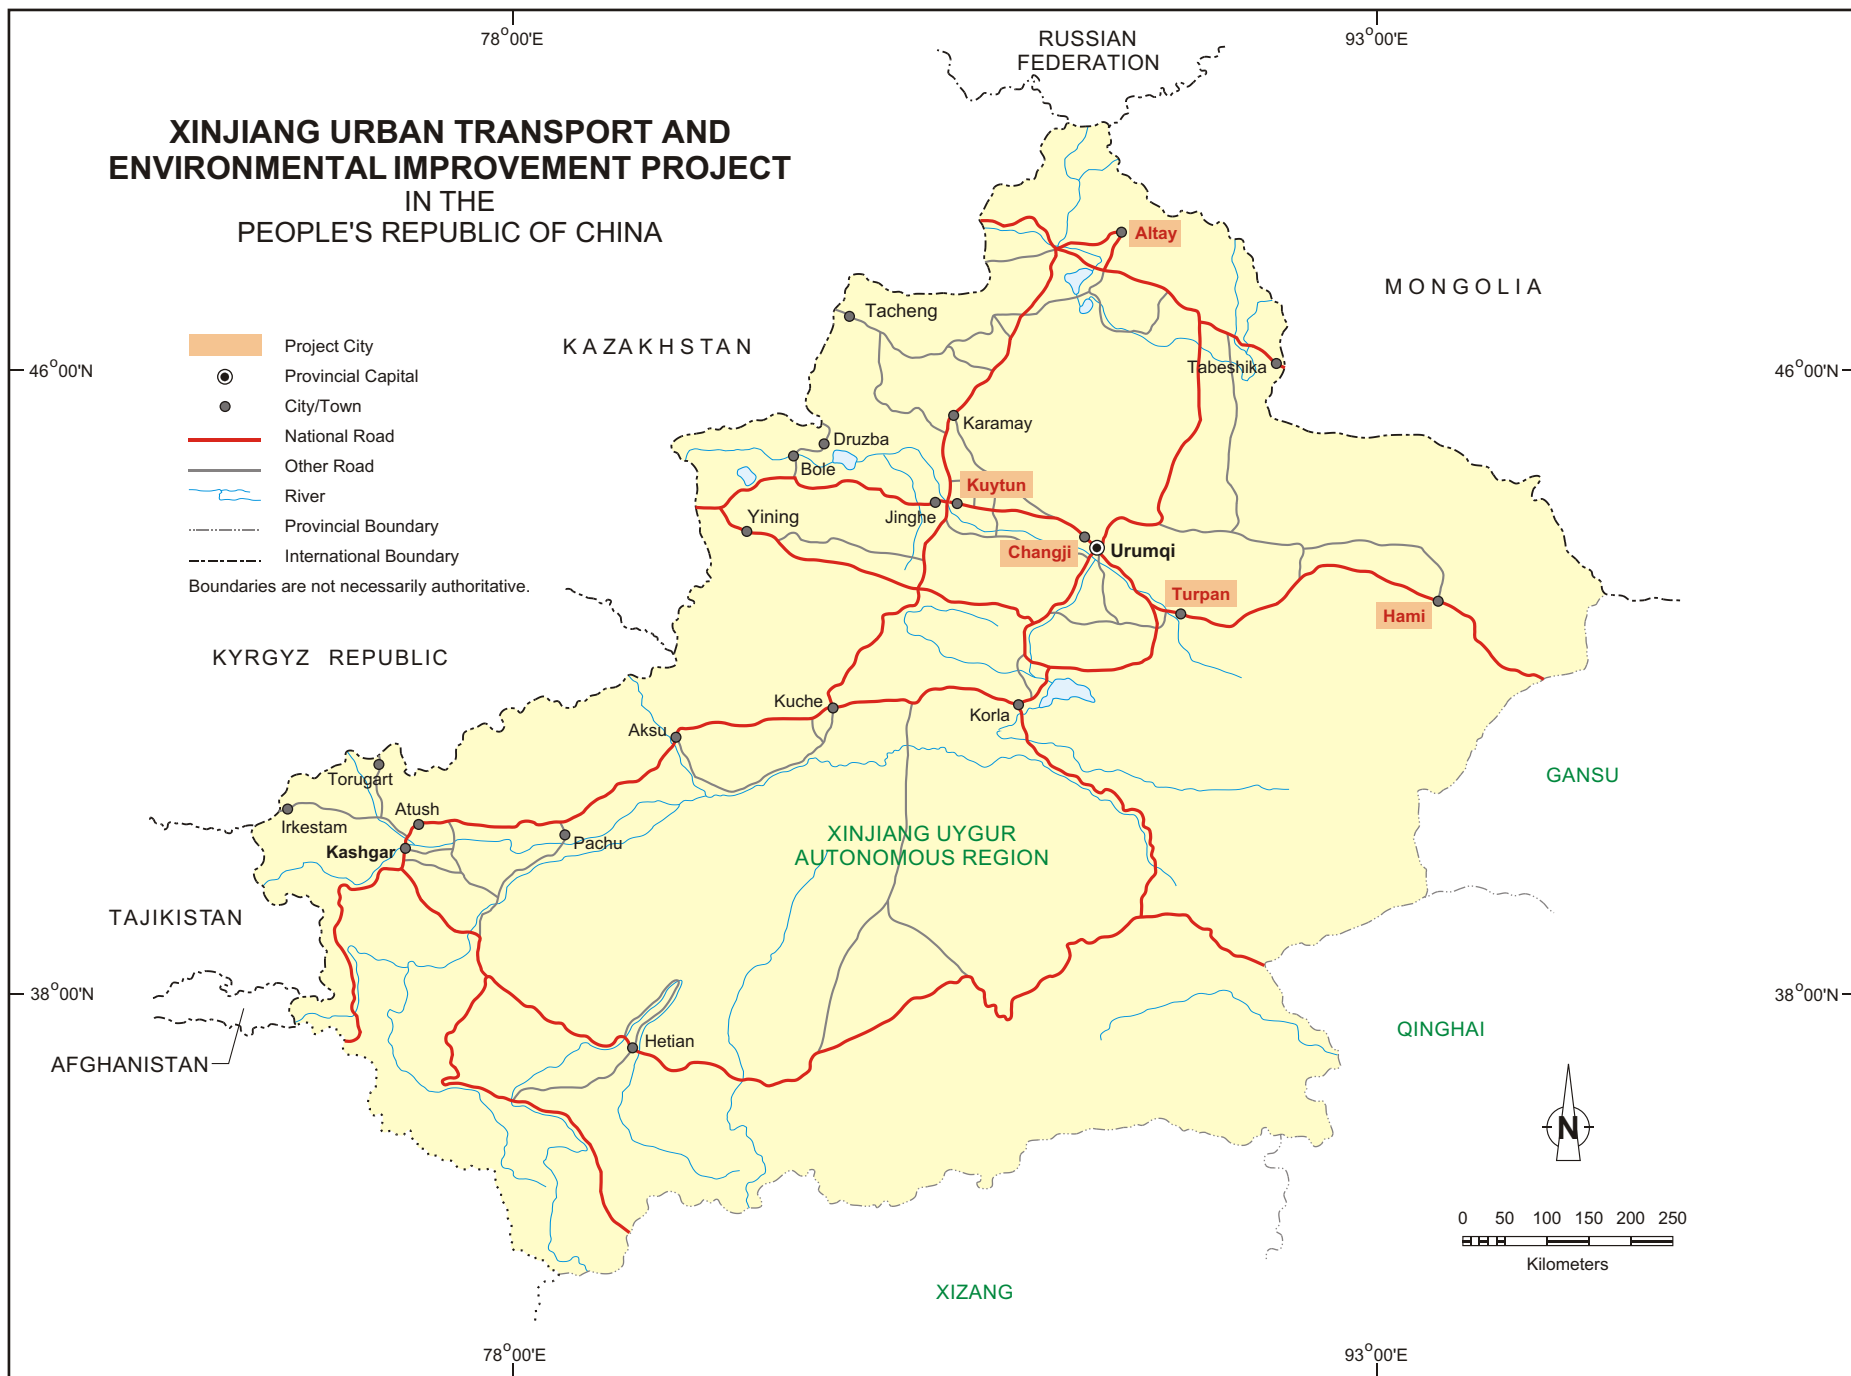 78°00'E
93°00'E
RUSSIAN
FEDERATION
XINJIANG URBAN TRANSPORT AND
ENVIRONMENTAL IMPROVEMENT PROJECT
IN THE
PEOPLE'S REPUBLIC OF CHINA
Altay
MONGOLIA
Tacheng
KAZAKHSTAN
Project City
Provincial Capital
City/Town
National Road
Other Road
River
Provincial Boundary
International Boundary
Boundaries are not necessarily authoritative.
46°00'N
46°00'N
Tabeshika
Karamay
Druzba
Bole
Kuytun
Jinghe
Yining
Changji
Urumqi
Turpan
Hami
KYRGYZ REPUBLIC
Kuche
Korla
Aksu
Torugart
GANSU
Irkestam
Atush
Kashgar
Pachu
XINJIANG UYGUR
AUTONOMOUS REGION
TAJIKISTAN
38°00'N
38°00'N
QINGHAI
Hetian
AFGHANISTAN
N
0 50 100 150 200 250
Kilometers
XIZANG
78°00'E
93°00'E